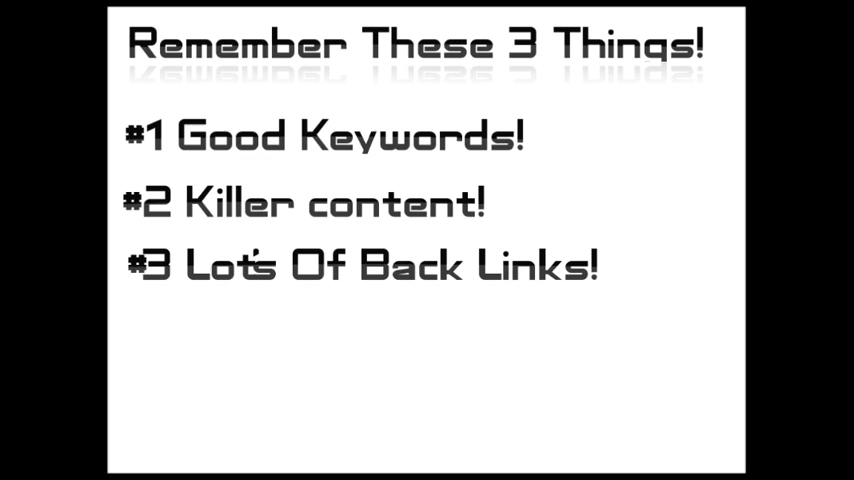 Remember These 3 Things!
#1 Good Keywords!
#2 Killer content!
#3 Lot's Of Back Links!